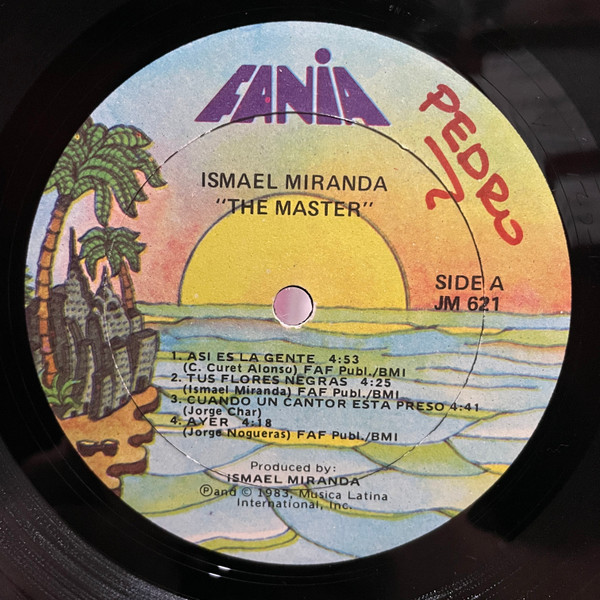 FANIA
PEDRO
ISMAEL MIRANDA
"THE MASTER"
SIDE A
JM 621
1. ASI ES LA GENTE 4:53
(C. Curet Alonso) FAF Publ./BMI
2. TUS FLORES NEGRAS 4:25
(Ismael Miranda) FAF Publ./BMI
3. CUANDO UN CANTOR ESTA PRESO 4:41
(Jorge Char)
4. AYER 4:18
(Jorge Nogueras) FAF Publ./BMI
Produced by:
ISMAEL MIRANDA
Ⓟand © 1983, Musica Latina
International, Inc.